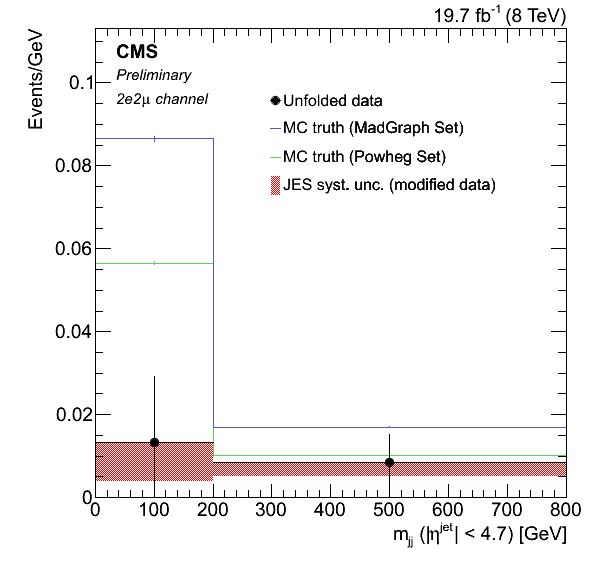 19.7 fb⁻¹ (8 TeV)
Events/GeV
CMS
Preliminary
2e2μ channel
Unfolded data
MC truth (MadGraph Set)
MC truth (Powheg Set)
JES syst. unc. (modified data)
0.1
0.08
0.06
0.04
0.02
0
0 100 200 300 400 500 600 700 800
m_jj (|η^jet| < 4.7) [GeV]